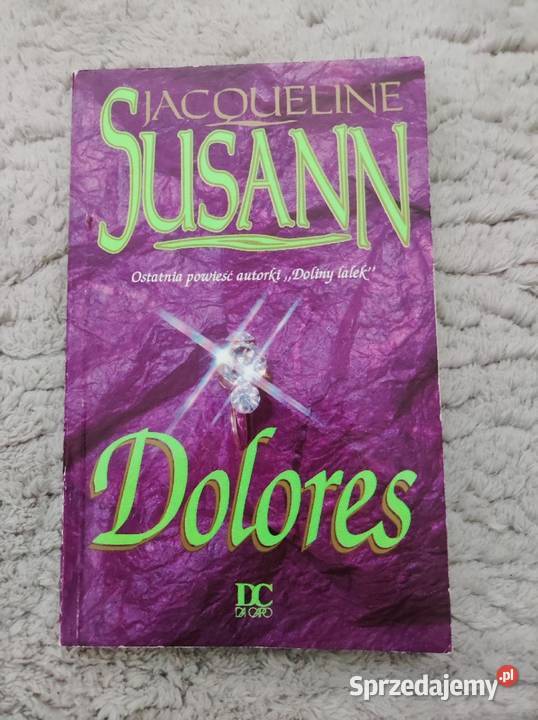 JACQUELINE
SUSANN
Ostatnia powieść autorki ,,Doliny lalek"
Dolores
DC
DA CAPO
Sprzedajemy.pl